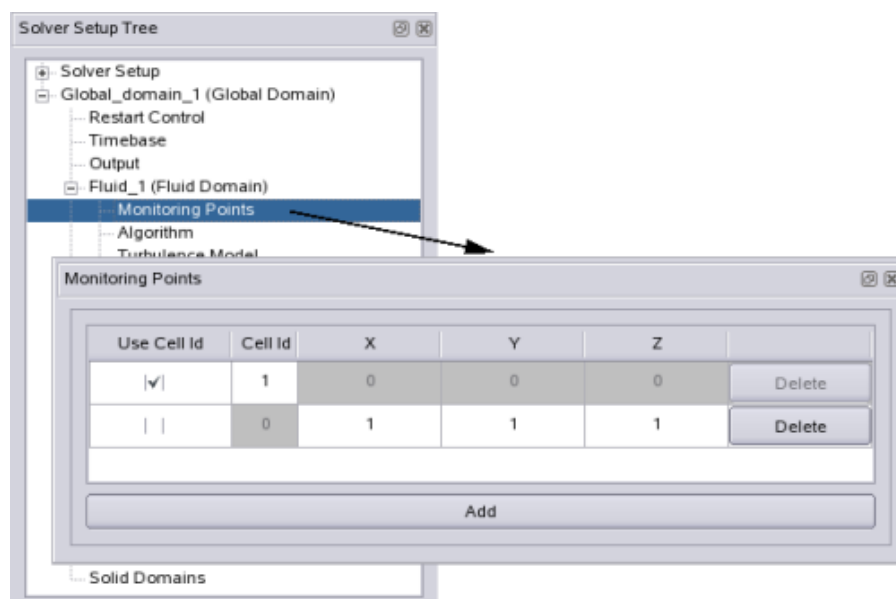 Solver Setup Tree
Solver Setup
Global_domain_1 (Global Domain)
Restart Control
Timebase
Output
Fluid_1 (Fluid Domain)
Monitoring Points
Algorithm
Turbulence Model
Monitoring Points
Use Cell Id Cell Id X Y Z
1 0 0 0 Delete
0 1 1 1 Delete
Add
Solid Domains